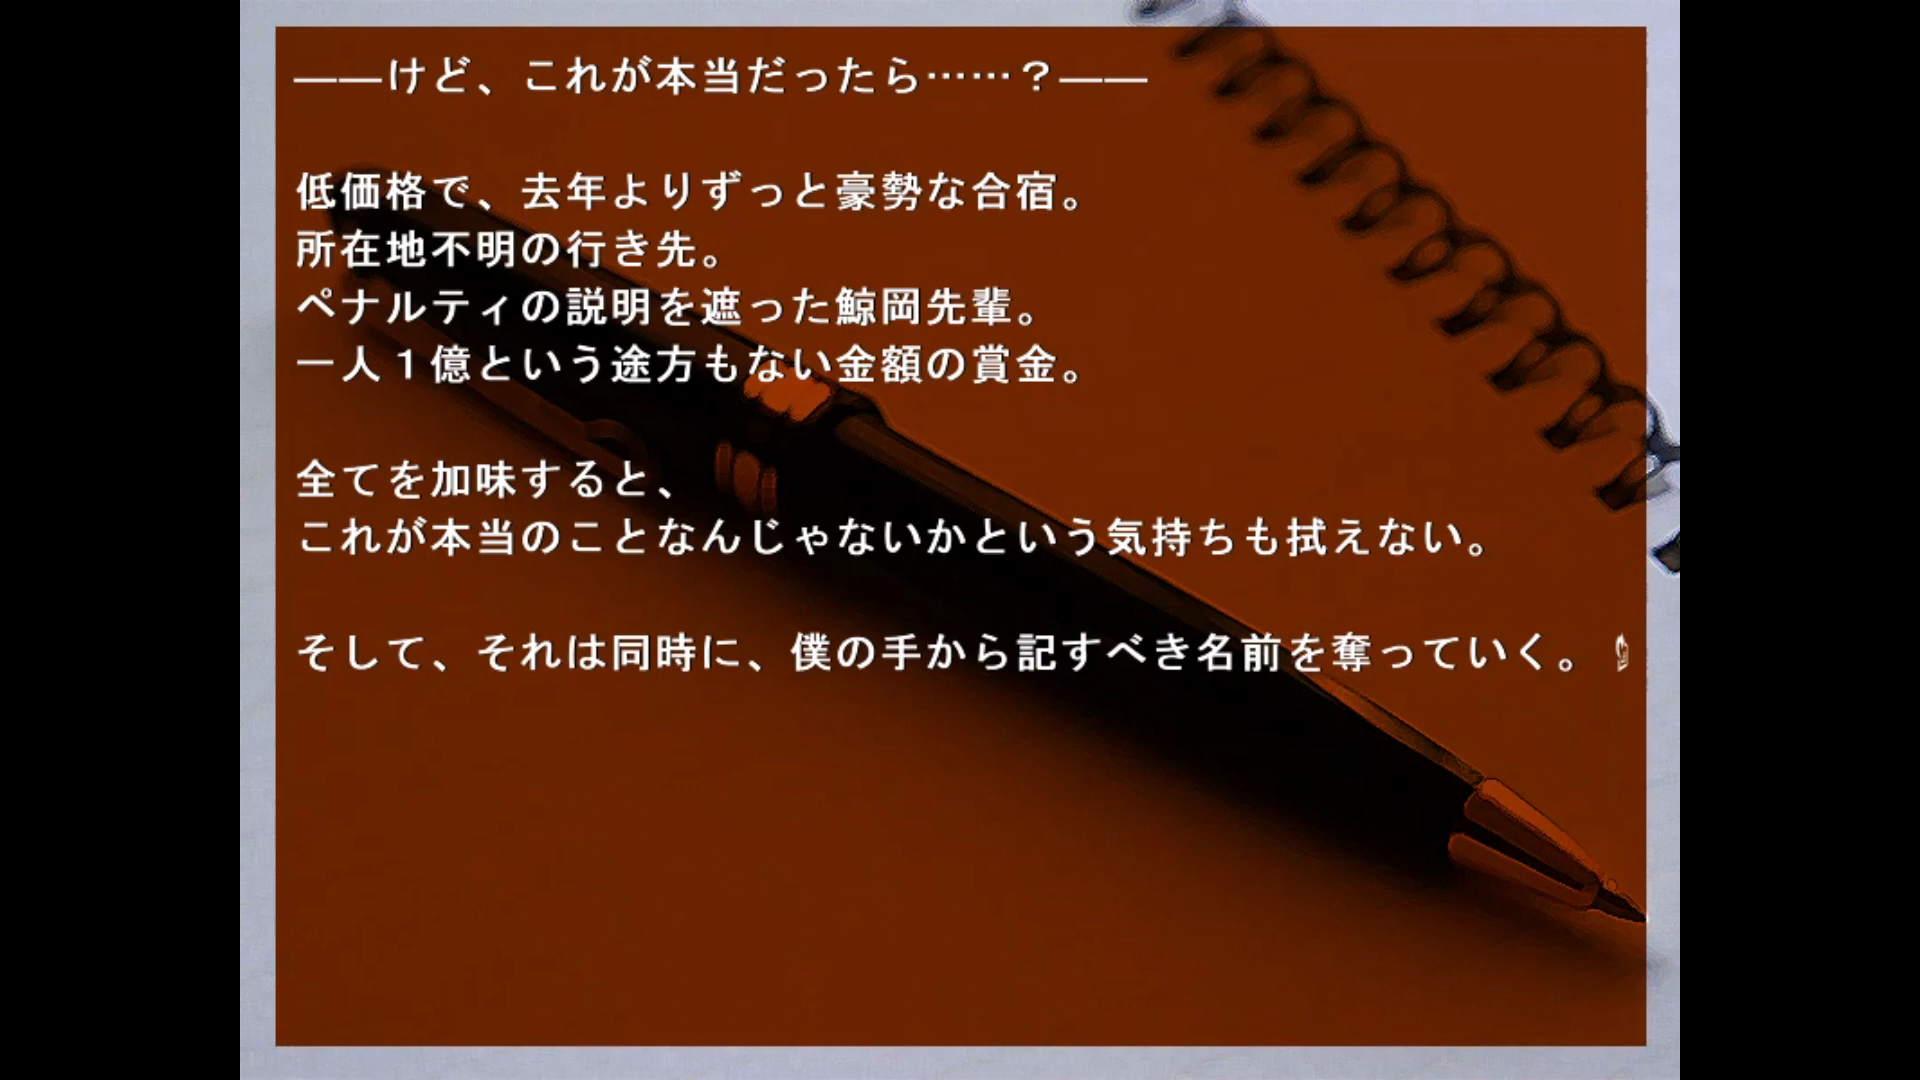 ――けど、これが本当だったら……？――
低価格で、去年よりずっと豪勢な合宿。
所在地不明の行き先。
ペナルティの説明を遮った鯨岡先輩。
一人１億という途方もない金額の賞金。
全てを加味すると、
これが本当のことなんじゃないかという気持ちも拭えない。
そして、それは同時に、僕の手から記すべき名前を奪っていく。